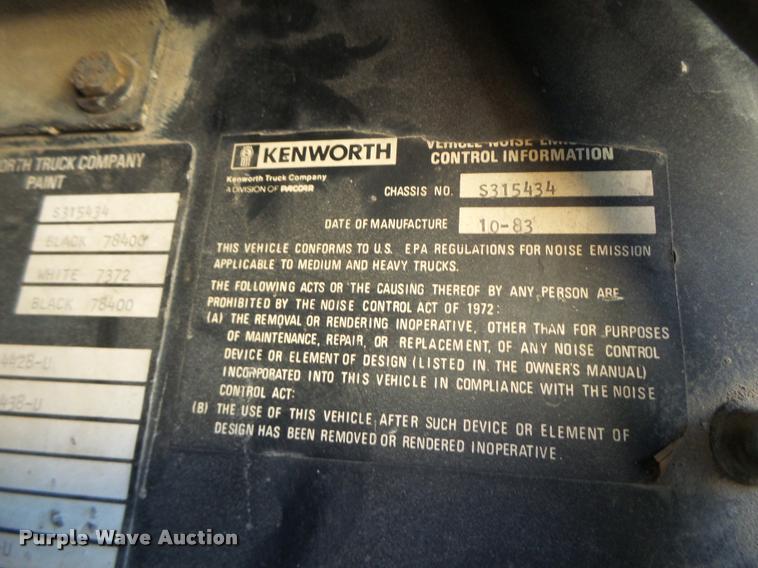 ORTH TRUCK COMPANY
PAINT
S315434
BLACK 78400
WHITE 7372
BLACK 78400
442B-U
43B-U
KENWORTH
Kenworth Truck Company
A DIVISION OF PACCAR
VEHICLE NOISE EMIS
CONTROL INFORMATION
CHASSIS NO. S315434
DATE OF MANUFACTURE 10-83
THIS VEHICLE CONFORMS TO U.S. EPA REGULATIONS FOR NOISE EMISSION
APPLICABLE TO MEDIUM AND HEAVY TRUCKS.
THE FOLLOWING ACTS OR THE CAUSING THEREOF BY ANY PERSON ARE
PROHIBITED BY THE NOISE CONTROL ACT OF 1972:
(A) THE REMOVAL OR RENDERING INOPERATIVE, OTHER THAN FOR PURPOSES
OF MAINTENANCE, REPAIR, OR REPLACEMENT, OF ANY NOISE CONTROL
DEVICE OR ELEMENT OF DESIGN (LISTED IN THE OWNER'S MANUAL)
INCORPORATED INTO THIS VEHICLE IN COMPLIANCE WITH THE NOISE
CONTROL ACT:
(B) THE USE OF THIS VEHICLE AFTER SUCH DEVICE OR ELEMENT OF
DESIGN HAS BEEN REMOVED OR RENDERED INOPERATIVE.
Purple Wave Auction